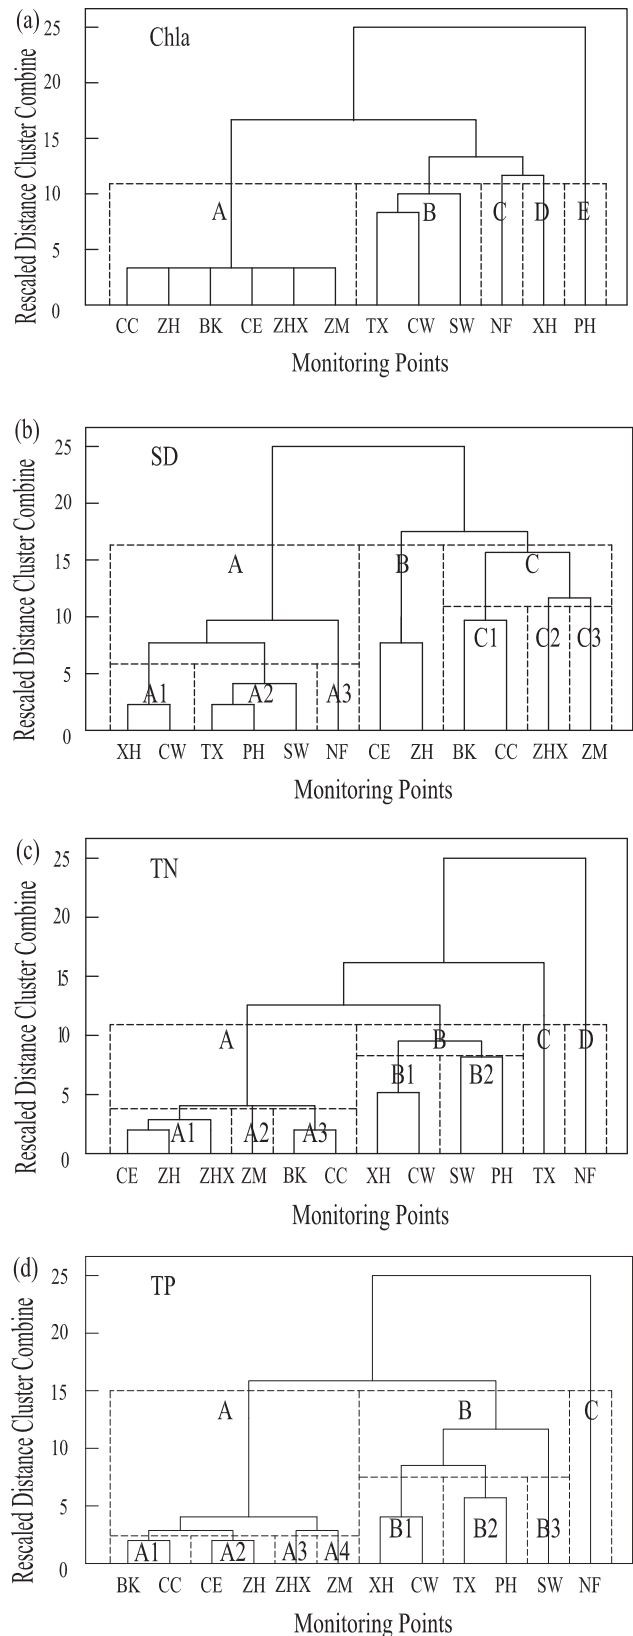 (a)
Chla
Rescaled Distance Cluster Combine
25
20
15
10
5
0
A B C D E
CC ZH BK CE ZHX ZM TX CW SW NF XH PH
Monitoring Points
(b)
SD
Rescaled Distance Cluster Combine
25
20
15
10
5
0
A B C
C1 C2 C3
A1 A2 A3
XH CW TX PH SW NF CE ZH BK CC ZHX ZM
Monitoring Points
(c)
TN
Rescaled Distance Cluster Combine
25
20
15
10
5
0
A B C D
B1 B2
A1 A2 A3
CE ZH ZHX ZM BK CC XH CW SW PH TX NF
Monitoring Points
(d)
TP
Rescaled Distance Cluster Combine
25
20
15
10
5
0
A B C
B1 B2 B3
A1 A2 A3 A4
BK CC CE ZH ZHX ZM XH CW TX PH SW NF
Monitoring Points